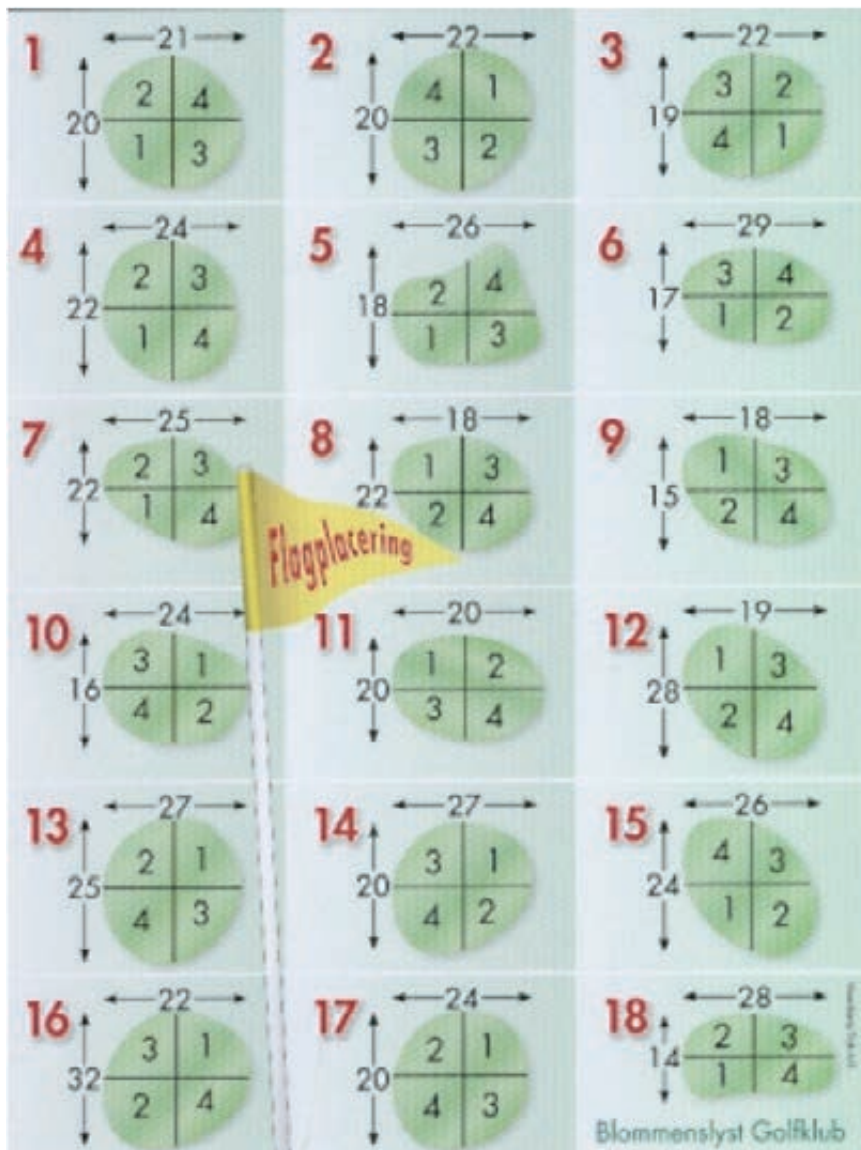 1 21 2 22 3 22
2 4 4 1 3 2
20 20 19
1 3 3 2 4 1
4 24 5 26 6 29
2 3 2 4 3 4
22 18 17
1 4 1 3 1 2
7 25 8 18 9 18
2 3 1 3 1 3
22 22 15
1 4 2 4 2 4
Flagplacering
10 24 11 20 12 19
3 1 1 2 1 3
16 20 28
4 2 3 4 2 4
13 27 14 27 15 26
2 1 3 1 4 3
25 20 24
4 3 4 2 1 2
16 22 17 24 18 28
3 1 2 1 2 3
32 20 14
2 4 4 3 1 4
Blommenslyst Golfklub